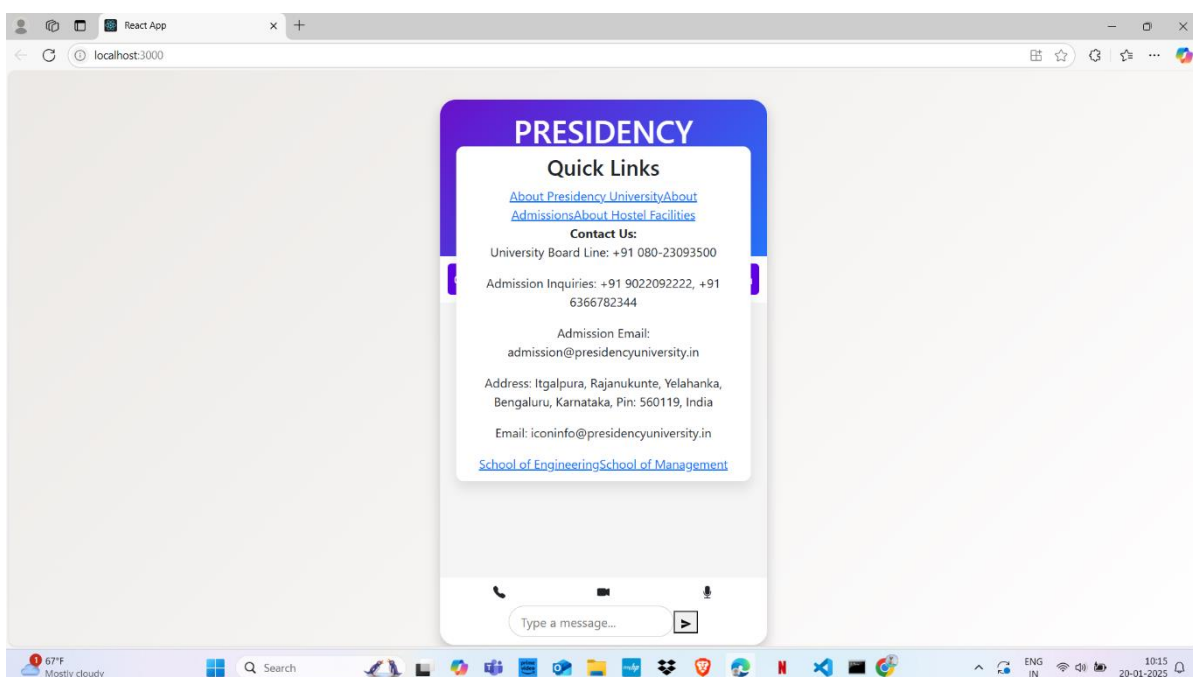 React App
localhost:3000
PRESIDENCY
Quick Links
About Presidency UniversityAbout
AdmissionsAbout Hostel Facilities
Contact Us:
University Board Line: +91 080-23093500
Admission Inquiries: +91 9022092222, +91
6366782344
Admission Email:
admission@presidencyuniversity.in
Address: Itgalpura, Rajanukunte, Yelahanka,
Bengaluru, Karnataka, Pin: 560119, India
Email: iconinfo@presidencyuniversity.in
School of EngineeringSchool of Management
Type a message...
1
67°F
Mostly cloudy
Search
prime video
ENG
IN
10:15
20-01-2025